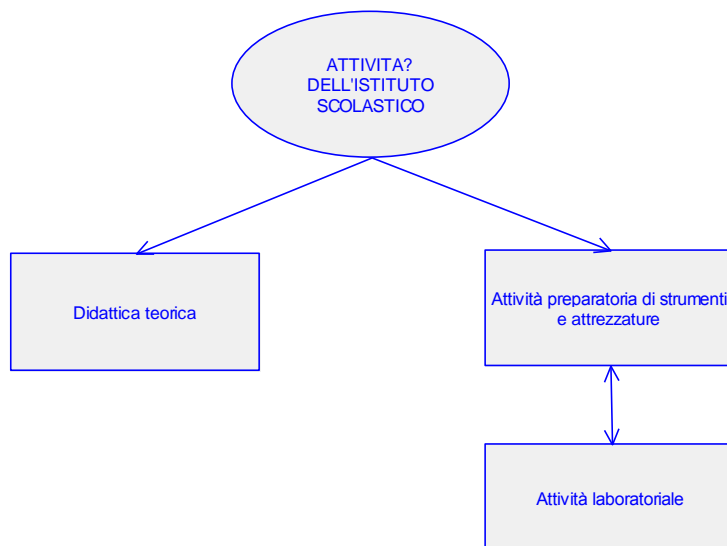 ATTIVITA?
DELL'ISTITUTO
SCOLASTICO
Didattica teorica
Attività preparatoria di strumenti
e attrezzature
Attività laboratoriale